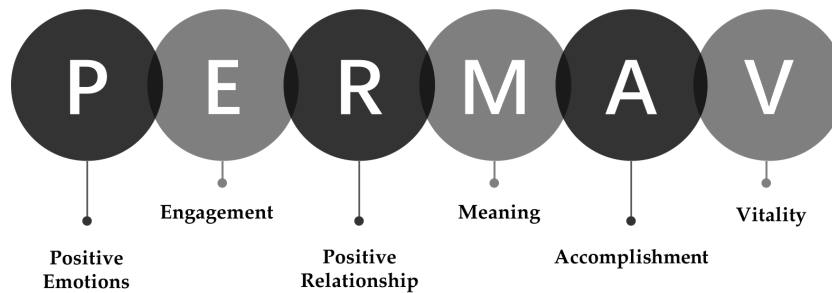 P E R M A V
Engagement
Meaning
Vitality
Positive
Emotions
Positive
Relationship
Accomplishment